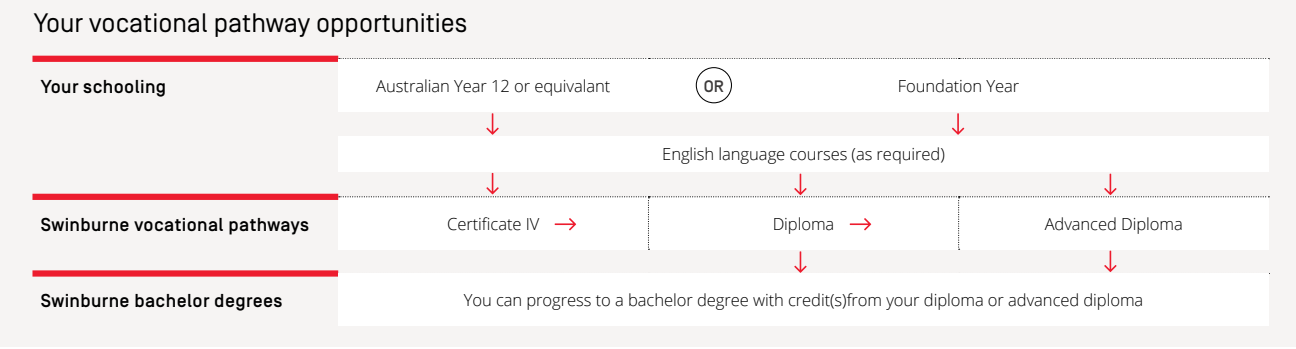 Your vocational pathway opportunities
Your schooling
Australian Year 12 or equivalant
OR
Foundation Year
English language courses (as required)
Swinburne vocational pathways
Certificate IV
Diploma
Advanced Diploma
Swinburne bachelor degrees
You can progress to a bachelor degree with credit(s)from your diploma or advanced diploma